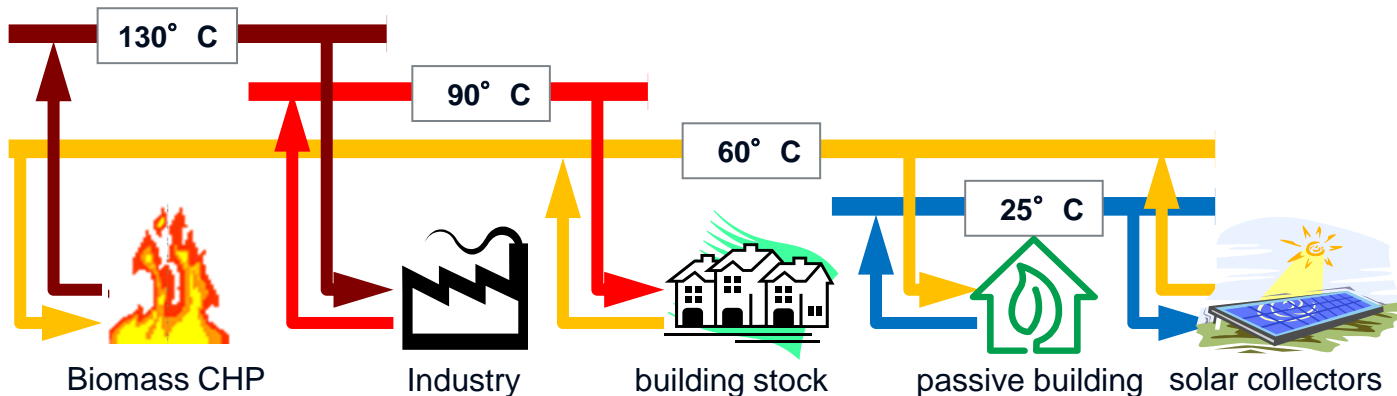 130° C
90° C
60° C
25° C
Biomass CHP
Industry
building stock
passive building
solar collectors